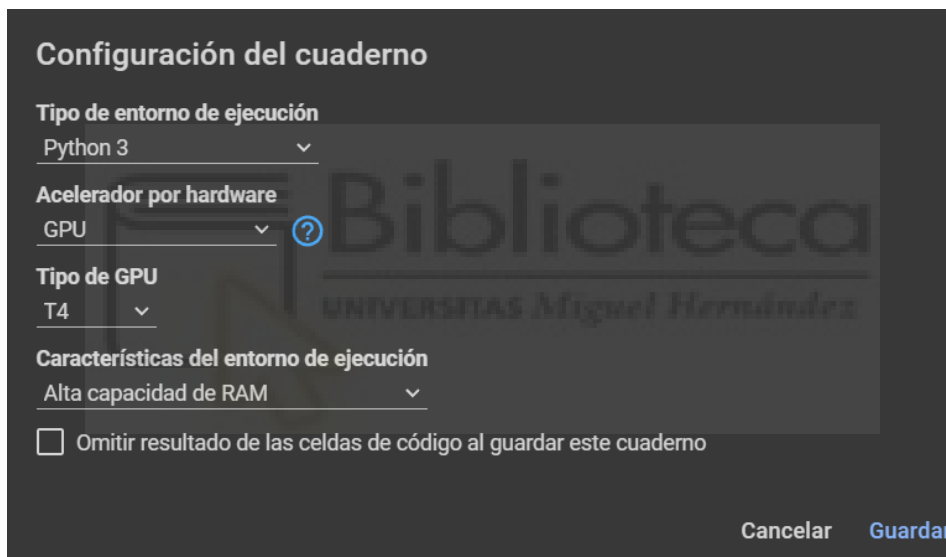 Configuración del cuaderno
Tipo de entorno de ejecución
Python 3
Acelerador por hardware
GPU
?
Tipo de GPU
T4
Características del entorno de ejecución
Alta capacidad de RAM
Omitir resultado de las celdas de código al guardar este cuaderno
Cancelar Guardar
Biblioteca
UNIVERSITAS Miguel Hernández